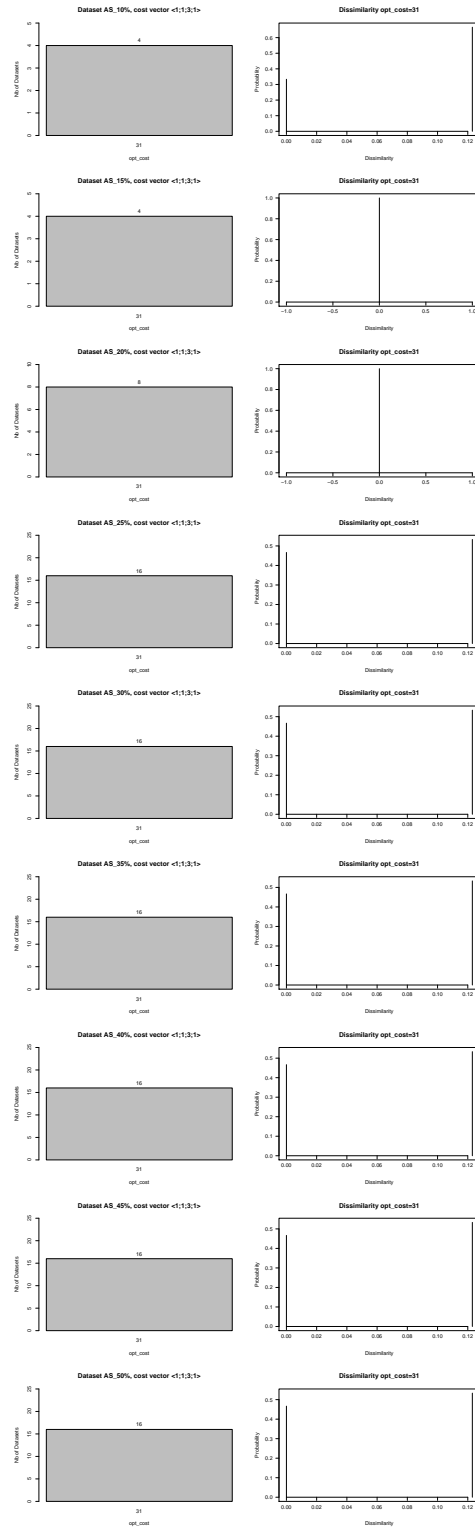 Dataset AS_10%, cost vector <1;1;3;1>
Nb of Datasets
0 1 2 3 4 5
4
31
opt_cost
Dissimilarity opt_cost=31
Probability
0.0 0.1 0.2 0.3 0.4 0.5 0.6
0.00 0.02 0.04 0.06 0.08 0.10 0.12
Dissimilarity
Dataset AS_15%, cost vector <1;1;3;1>
Nb of Datasets
0 1 2 3 4 5
4
31
opt_cost
Dissimilarity opt_cost=31
Probability
0.0 0.2 0.4 0.6 0.8 1.0
−1.0 −0.5 0.0 0.5 1.0
Dissimilarity
Dataset AS_20%, cost vector <1;1;3;1>
Nb of Datasets
0 2 4 6 8 10
8
31
opt_cost
Dissimilarity opt_cost=31
Probability
0.0 0.2 0.4 0.6 0.8 1.0
−1.0 −0.5 0.0 0.5 1.0
Dissimilarity
Dataset AS_25%, cost vector <1;1;3;1>
Nb of Datasets
0 5 10 15 20 25
16
31
opt_cost
Dissimilarity opt_cost=31
Probability
0.0 0.1 0.2 0.3 0.4 0.5
0.00 0.02 0.04 0.06 0.08 0.10 0.12
Dissimilarity
Dataset AS_30%, cost vector <1;1;3;1>
Nb of Datasets
0 5 10 15 20 25
16
31
opt_cost
Dissimilarity opt_cost=31
Probability
0.0 0.1 0.2 0.3 0.4 0.5
0.00 0.02 0.04 0.06 0.08 0.10 0.12
Dissimilarity
Dataset AS_35%, cost vector <1;1;3;1>
Nb of Datasets
0 5 10 15 20 25
16
31
opt_cost
Dissimilarity opt_cost=31
Probability
0.0 0.1 0.2 0.3 0.4 0.5
0.00 0.02 0.04 0.06 0.08 0.10 0.12
Dissimilarity
Dataset AS_40%, cost vector <1;1;3;1>
Nb of Datasets
0 5 10 15 20 25
16
31
opt_cost
Dissimilarity opt_cost=31
Probability
0.0 0.1 0.2 0.3 0.4 0.5
0.00 0.02 0.04 0.06 0.08 0.10 0.12
Dissimilarity
Dataset AS_45%, cost vector <1;1;3;1>
Nb of Datasets
0 5 10 15 20 25
16
31
opt_cost
Dissimilarity opt_cost=31
Probability
0.0 0.1 0.2 0.3 0.4 0.5
0.00 0.02 0.04 0.06 0.08 0.10 0.12
Dissimilarity
Dataset AS_50%, cost vector <1;1;3;1>
Nb of Datasets
0 5 10 15 20 25
16
31
opt_cost
Dissimilarity opt_cost=31
Probability
0.0 0.1 0.2 0.3 0.4 0.5
0.00 0.02 0.04 0.06 0.08 0.10 0.12
Dissimilarity